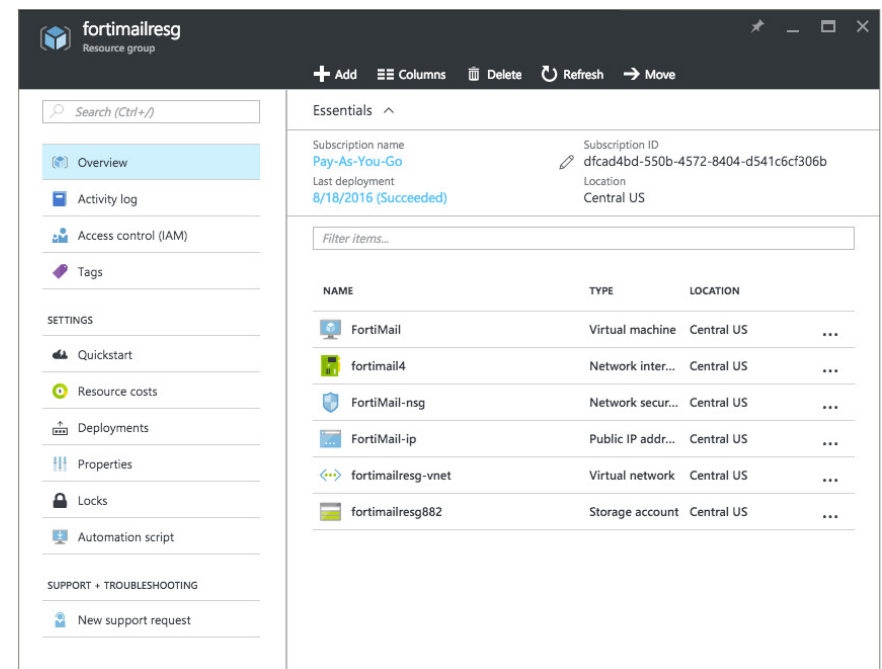 fortimailresg
Resource group
Add Columns Delete Refresh Move
Search (Ctrl+/)
Overview
Activity log
Access control (IAM)
Tags
SETTINGS
Quickstart
Resource costs
Deployments
Properties
Locks
Automation script
SUPPORT + TROUBLESHOOTING
New support request
Essentials
Subscription name
Pay-As-You-Go
Last deployment
8/18/2016 (Succeeded)
Subscription ID
dfcad4bd-550b-4572-8404-d541c6cf306b
Location
Central US
Filter items...
NAME TYPE LOCATION
FortiMail Virtual machine Central US ...
fortimail4 Network inter... Central US ...
FortiMail-nsg Network secur... Central US ...
FortiMail-ip Public IP addr... Central US ...
fortimailresg-vnet Virtual network Central US ...
fortimailresg882 Storage account Central US ...